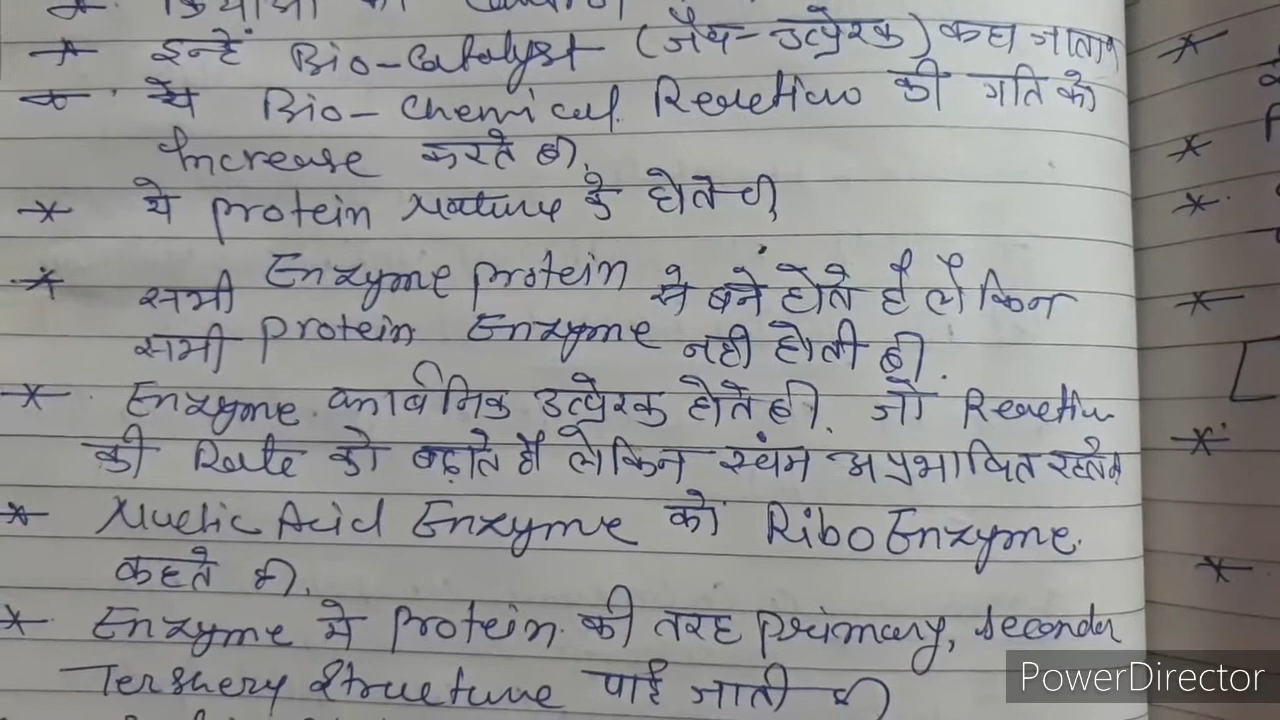 इन्हें Bio-Catalyst (जैव-उत्प्रेरक) कहा जाता
ये Bio-chemical Reaction की गति को
Increase करते है,
ये protein Nature के होते है,
सभी Enzyme protein से बने होते है लेकिन
सभी protein Enzyme नही होती है.
Enzyme कार्बनिक उत्प्रेरक होते है. जो Reaction
की Rate को बढ़ाते है लेकिन स्वंम अप्रभावित रहते
Nuclic Acid Enzyme को Ribo Enzyme.
कहते है.
Enzyme मे protein की तरह primary, seconder
Tershery Structure पाई जाती है
PowerDirector